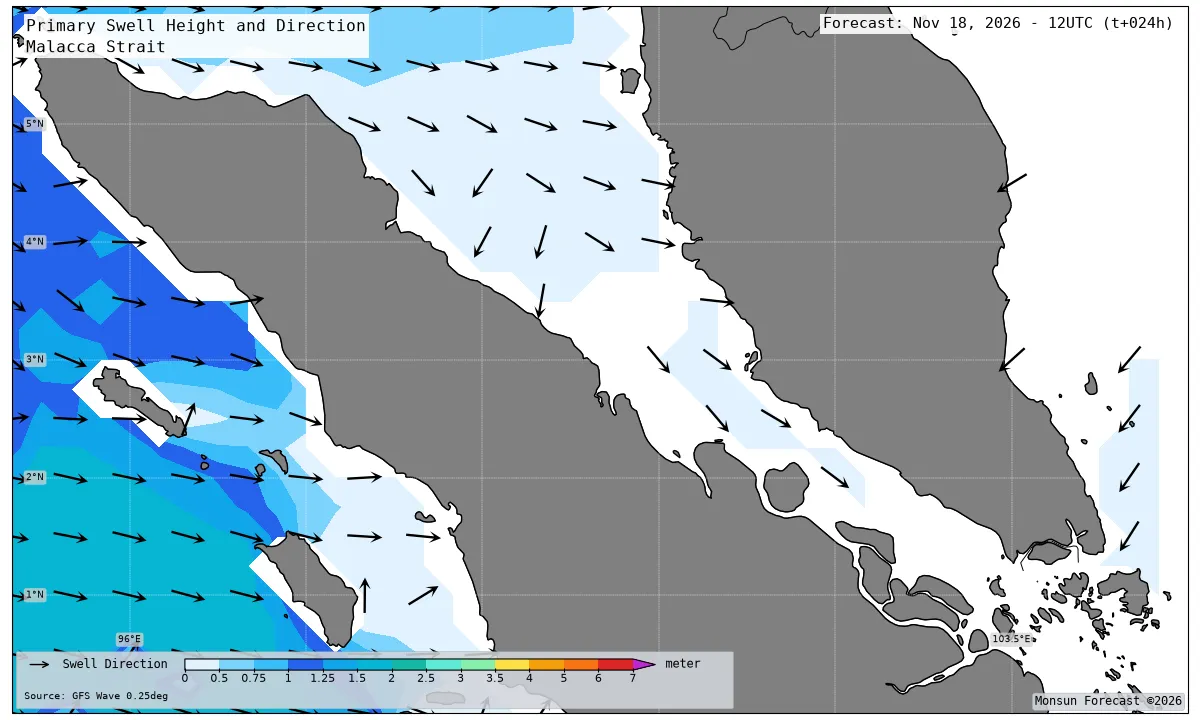 Primary Swell Height and Direction
Malacca Strait
Forecast: Nov 18, 2026 - 12UTC (t+024h)
5°N
4°N
3°N
2°N
1°N
96°E
103.5°E
Swell Direction
0 0.5 0.75 1 1.25 1.5 2 2.5 3 3.5 4 5 6 7
meter
Source: GFS Wave 0.25deg
Monsun Forecast ©2026